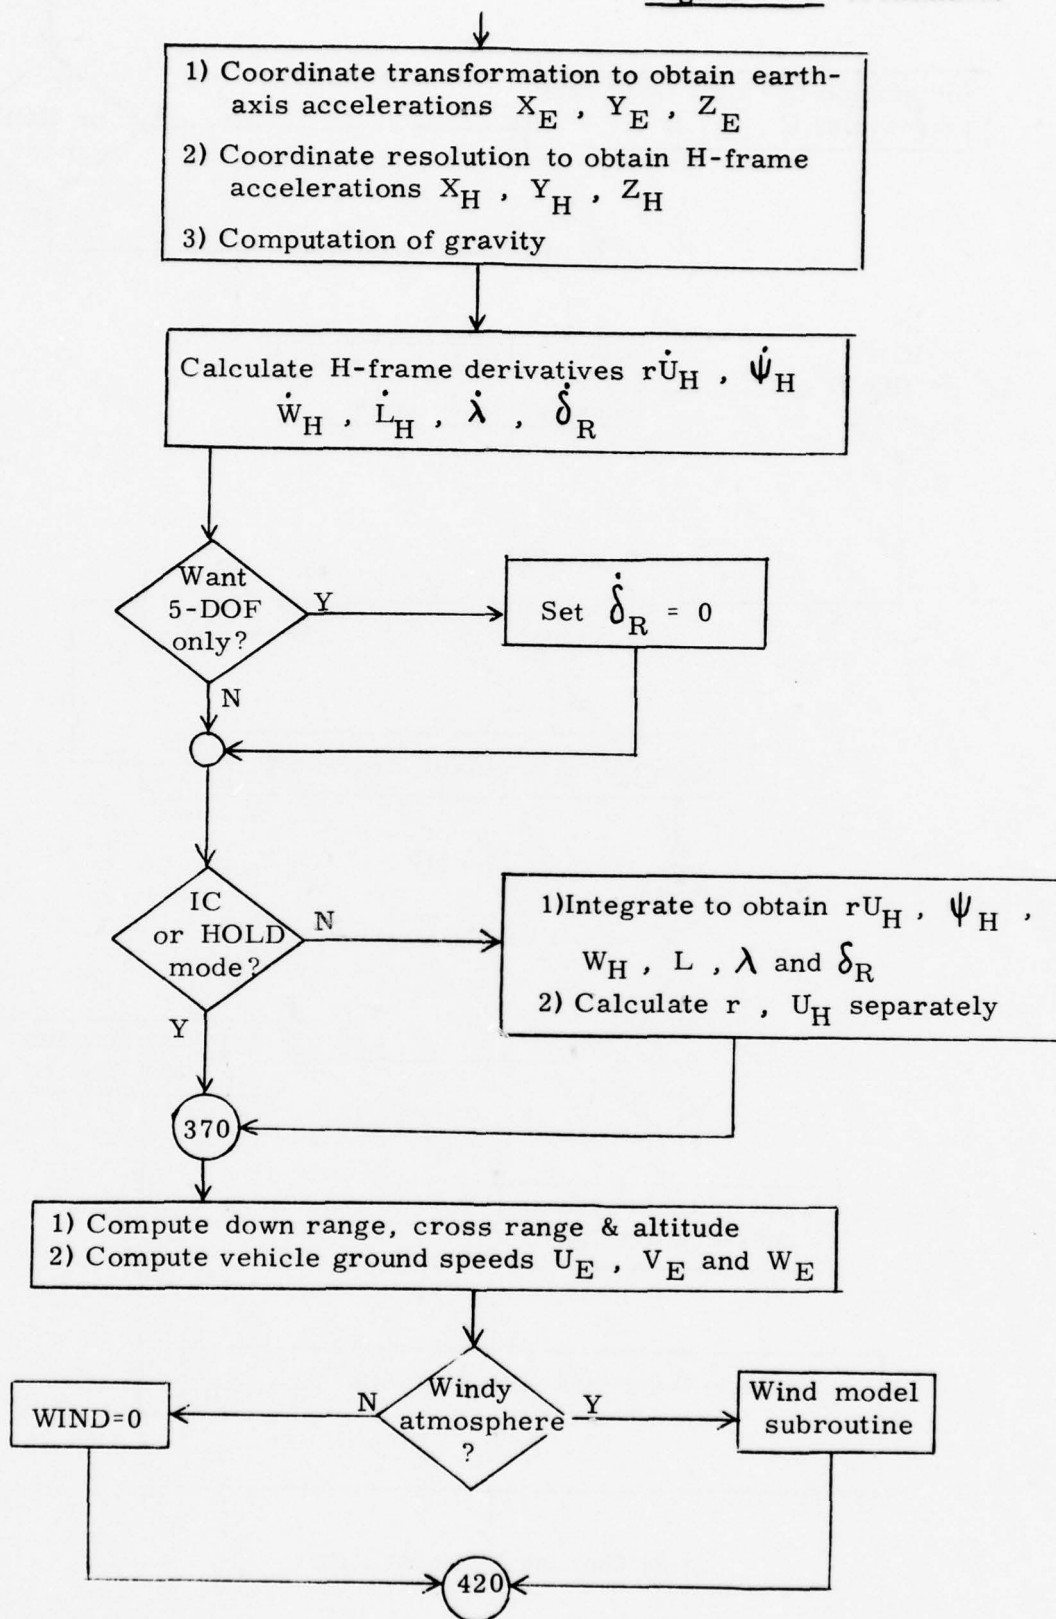 1) Coordinate transformation to obtain earth-
axis accelerations X_E , Y_E , Z_E
2) Coordinate resolution to obtain H-frame
accelerations X_H , Y_H , Z_H
3) Computation of gravity
Calculate H-frame derivatives rU̇_H , ψ̇_H
Ẇ_H , L̇_H , λ̇ , δ̇_R
Want
5-DOF
only?
Y
Set δ̇_R = 0
N
IC
or HOLD
mode?
N
1)Integrate to obtain rU_H , ψ_H ,
W_H , L , λ and δ_R
2) Calculate r , U_H separately
Y
370
1) Compute down range, cross range & altitude
2) Compute vehicle ground speeds U_E , V_E and W_E
WIND=0
N
Windy
atmosphere
?
Y
Wind model
subroutine
420